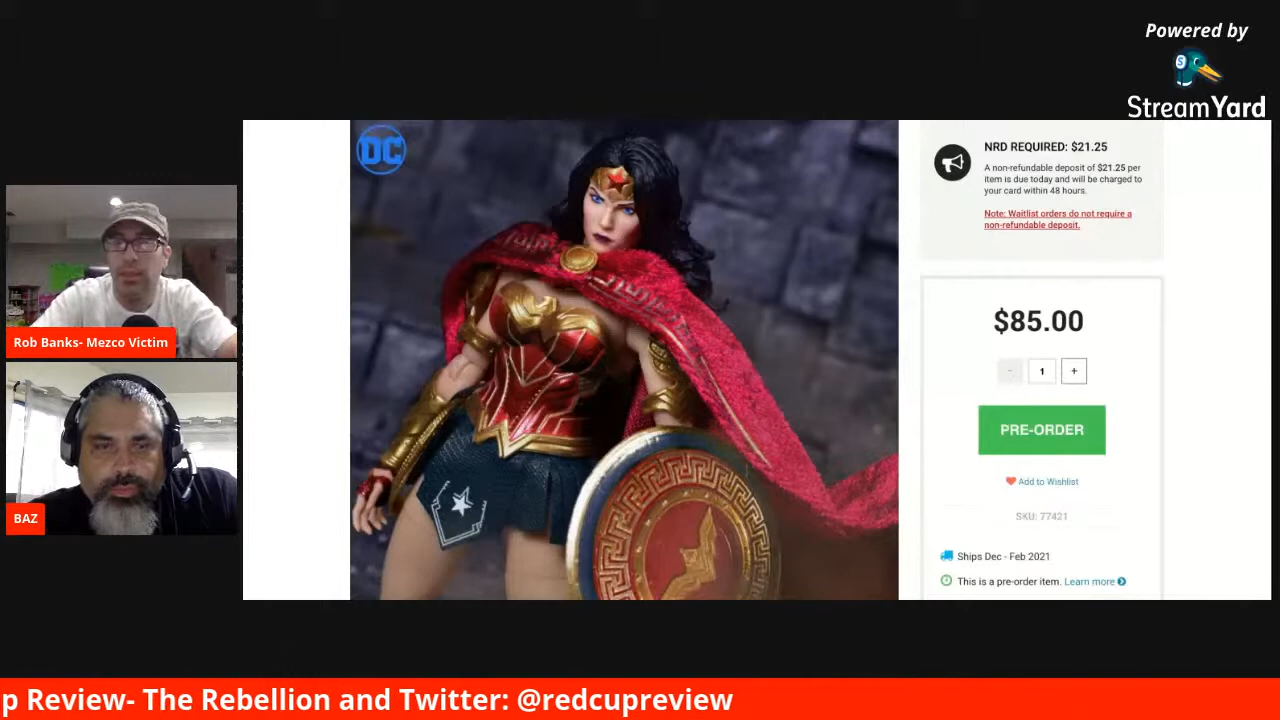 Powered by
S
StreamYard
DC
NRD REQUIRED: $21.25
A non-refundable deposit of $21.25 per
item is due today and will be charged to
your card within 48 hours.
Note: Waitlist orders do not require a
non-refundable deposit.
$85.00
- 1 +
PRE-ORDER
Add to Wishlist
SKU: 77421
Ships Dec - Feb 2021
This is a pre-order item. Learn more
Rob Banks- Mezco Victim
BAZ
p Review- The Rebellion and Twitter: @redcupreview